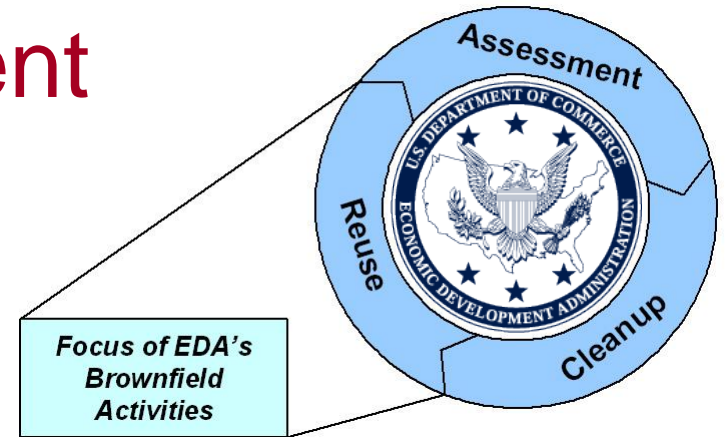 ent
Assessment
U.S. DEPARTMENT OF COMMERCE
ECONOMIC DEVELOPMENT ADMINISTRATION
Reuse
Cleanup
Focus of EDA's
Brownfield
Activities